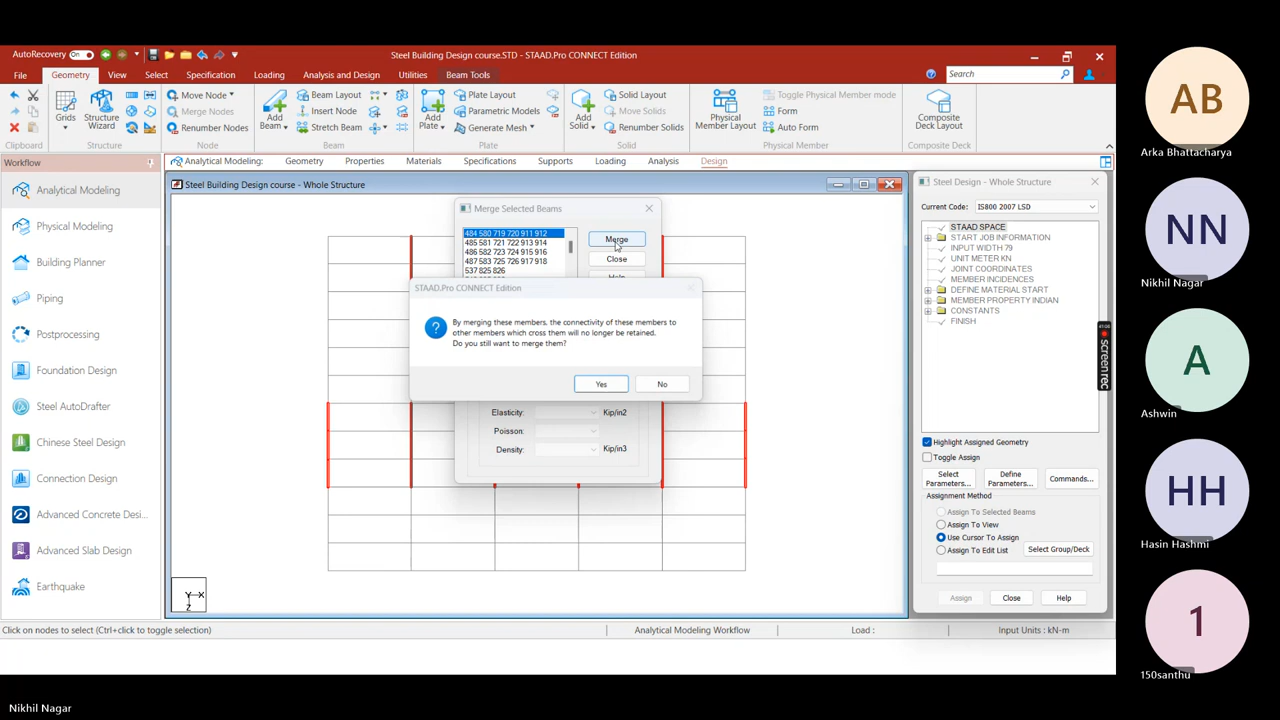 AutoRecovery On
Steel Building Design course.STD - STAAD.Pro CONNECT Edition
File Geometry View Select Specification Loading Analysis and Design Utilities Beam Tools
Search
Grids
Structure Wizard
Move Node
Merge Nodes
Renumber Nodes
Add Beam
Beam Layout
Insert Node
Stretch Beam
Add Plate
Plate Layout
Parametric Models
Generate Mesh
Add Solid
Solid Layout
Move Solids
Renumber Solids
Physical Member Layout
Toggle Physical Member mode
Form
Auto Form
Composite Deck Layout
Clipboard Structure Node Beam Plate Solid Physical Member Composite Deck
Workflow
Analytical Modeling: Geometry Properties Materials Specifications Supports Loading Analysis Design
Analytical Modeling
Physical Modeling
Building Planner
Piping
Postprocessing
Foundation Design
Steel AutoDrafter
Chinese Steel Design
Connection Design
Advanced Concrete Desi...
Advanced Slab Design
Earthquake
Steel Building Design course - Whole Structure
Merge Selected Beams
484 580 719 720 911 912
485 581 721 722 913 914
486 582 723 724 915 916
487 583 725 726 917 918
537 825 826
Merge
Close
STAAD.Pro CONNECT Edition
By merging these members, the connectivity of these members to
other members which cross them will no longer be retained.
Do you still want to merge them?
Yes No
Elasticity: Kip/in2
Poisson:
Density: Kip/in3
Y X
Z
Steel Design - Whole Structure
Current Code: IS800 2007 LSD
STAAD SPACE
START JOB INFORMATION
INPUT WIDTH 79
UNIT METER KN
JOINT COORDINATES
MEMBER INCIDENCES
DEFINE MATERIAL START
MEMBER PROPERTY INDIAN
CONSTANTS
FINISH
Highlight Assigned Geometry
Toggle Assign
Select Parameters...
Define Parameters...
Commands...
Assignment Method
Assign To Selected Beams
Assign To View
Use Cursor To Assign
Assign To Edit List
Select Group/Deck
Assign Close Help
Click on nodes to select (Ctrl+click to toggle selection)
Analytical Modeling Workflow
Load :
Input Units : kN-m
screen rec
AB
Arka Bhattacharya
NN
Nikhil Nagar
A
Ashwin
HH
Hasin Hashmi
1
150santhu
Nikhil Nagar